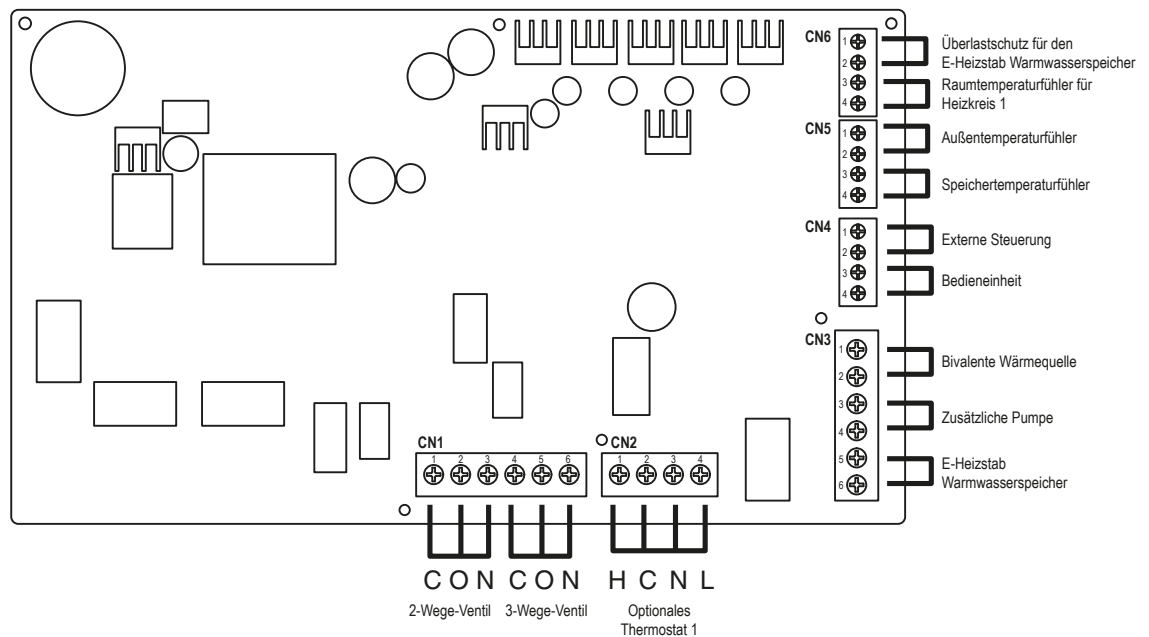 CN6
1
2
3
4
Überlastschutz für den
E-Heizstab Warmwasserspeicher
Raumtemperaturfühler für
Heizkreis 1
CN5
1
2
3
4
Außentemperaturfühler
Speichertemperaturfühler
CN4
1
2
3
4
Externe Steuerung
Bedieneinheit
CN3
1
2
3
4
5
6
Bivalente Wärmequelle
Zusätzliche Pumpe
E-Heizstab
Warmwasserspeicher
CN1
1 2 3 4 5 6
CN2
1 2 3 4
C O N C O N
2-Wege-Ventil 3-Wege-Ventil
H C N L
Optionales
Thermostat 1